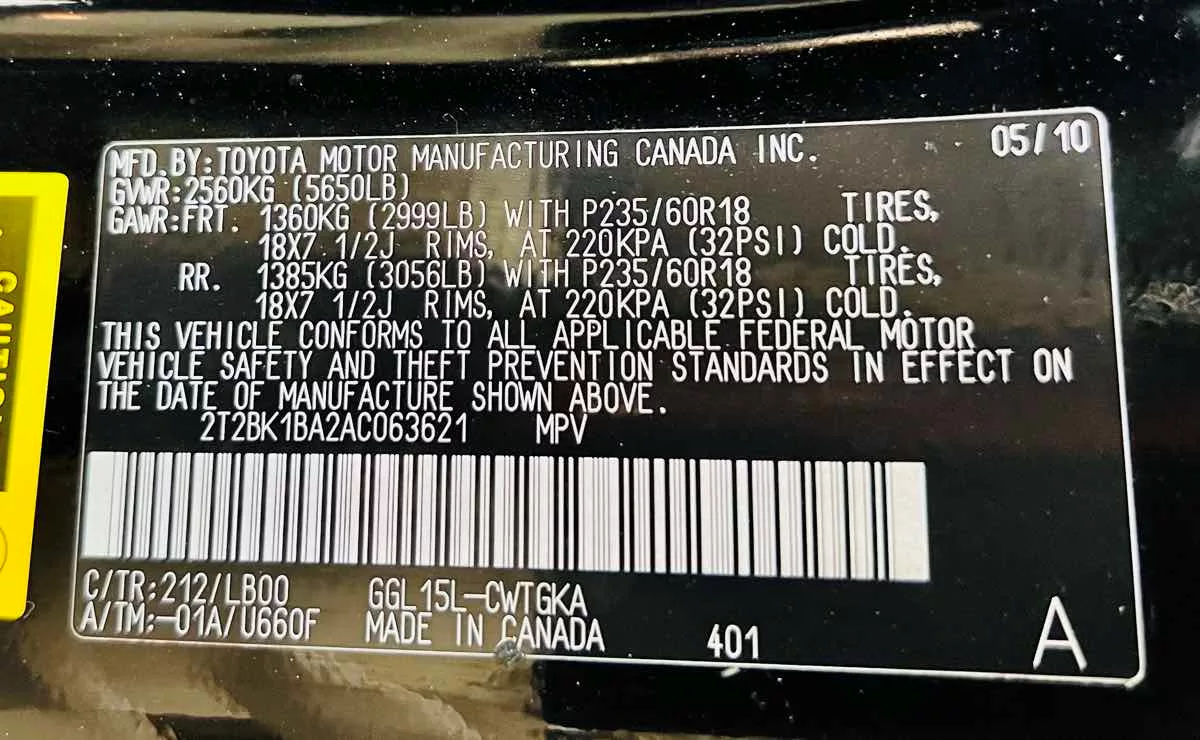 MFD. BY: TOYOTA MOTOR MANUFACTURING CANADA INC. 05/10
GVWR: 2560KG (5650LB)
GAWR: FRT. 1360KG (2999LB) WITH P235/60R18 TIRES,
18X7 1/2J RIMS, AT 220KPA (32PSI) COLD.
RR. 1385KG (3056LB) WITH P235/60R18 TIRES,
18X7 1/2J RIMS, AT 220KPA (32PSI) COLD.
THIS VEHICLE CONFORMS TO ALL APPLICABLE FEDERAL MOTOR
VEHICLE SAFETY AND THEFT PREVENTION STANDARDS IN EFFECT ON
THE DATE OF MANUFACTURE SHOWN ABOVE.
2T2BK1BA2AC063621 MPV
C/TR: 212/LB00 GGL15L-CWTGKA
A/TM: -01A/U660F MADE IN CANADA 401 A
CAUTION